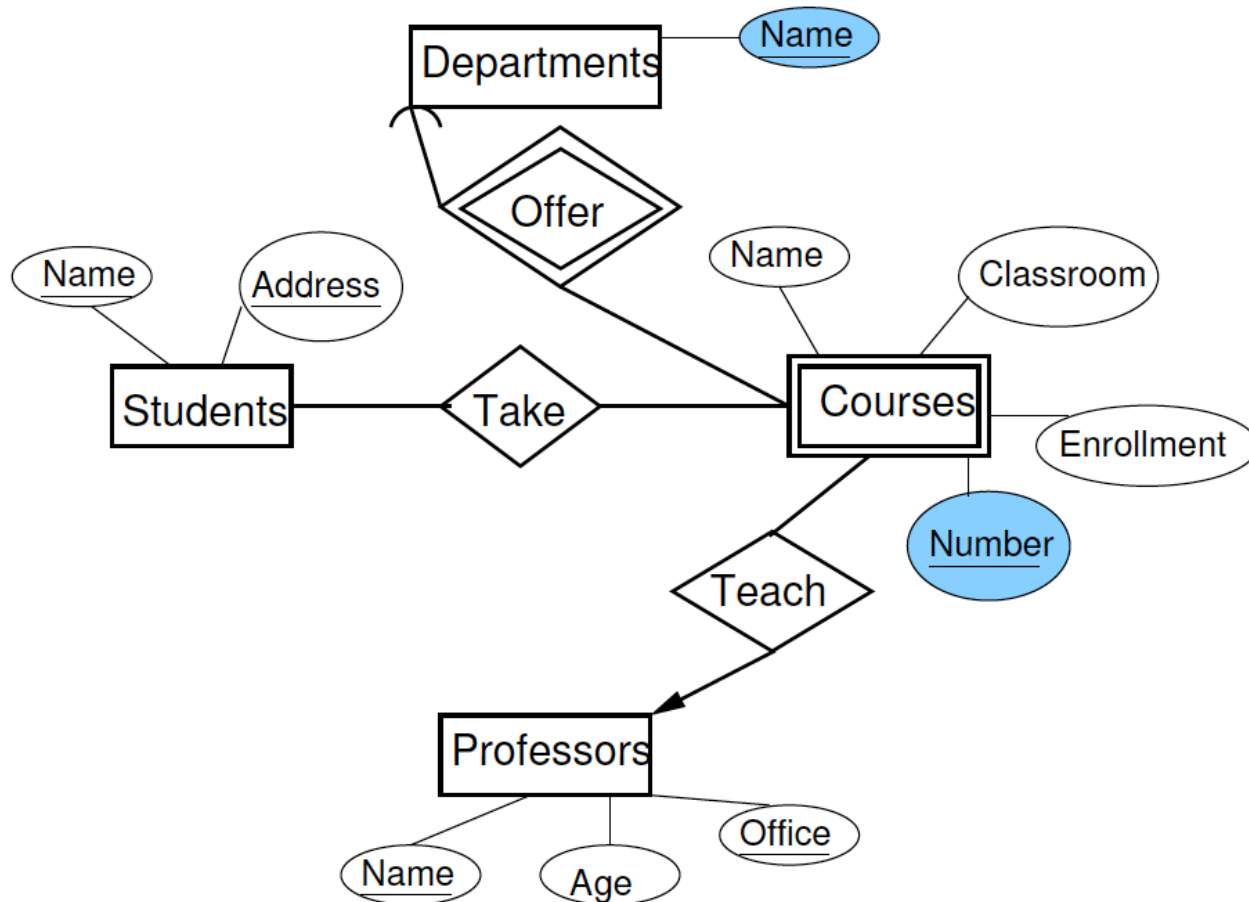 Name
Departments
Offer
Name
Address
Name
Classroom
Students
Take
Courses
Enrollment
Number
Teach
Professors
Name
Age
Office